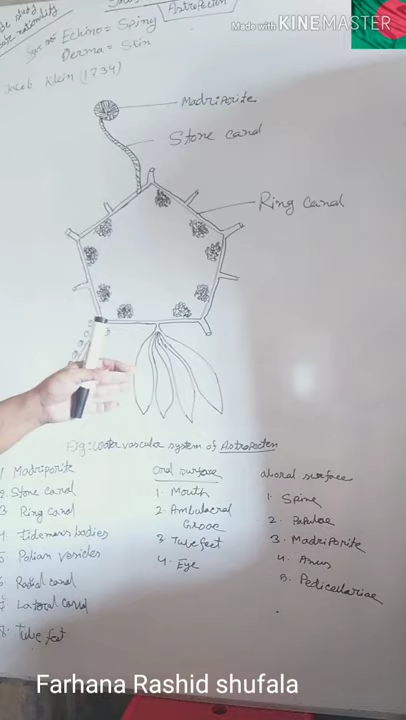 Astropecten
Made with KINEMASTER
Echino = Spiny
Derma = Skin
Jacob Klein (1734)
Madriporite
Stone canal
Ring canal
Fig: Water vascular system of Astropecten
1 Madriporite
2. Stone canal
3 Ring canal
4. tidemens bodies
5. Polian vesicles
6. Radial canal
7. Lateral canal
8. Tube feet
oral surface
1. Mouth
2. Ambulacral
Groove
3. Tube feet
4. Eye
aboral surface
1. Spine
2. Papulae
3. Madriporite
4. Anus
5. Pedicellariae
Farhana Rashid shufala